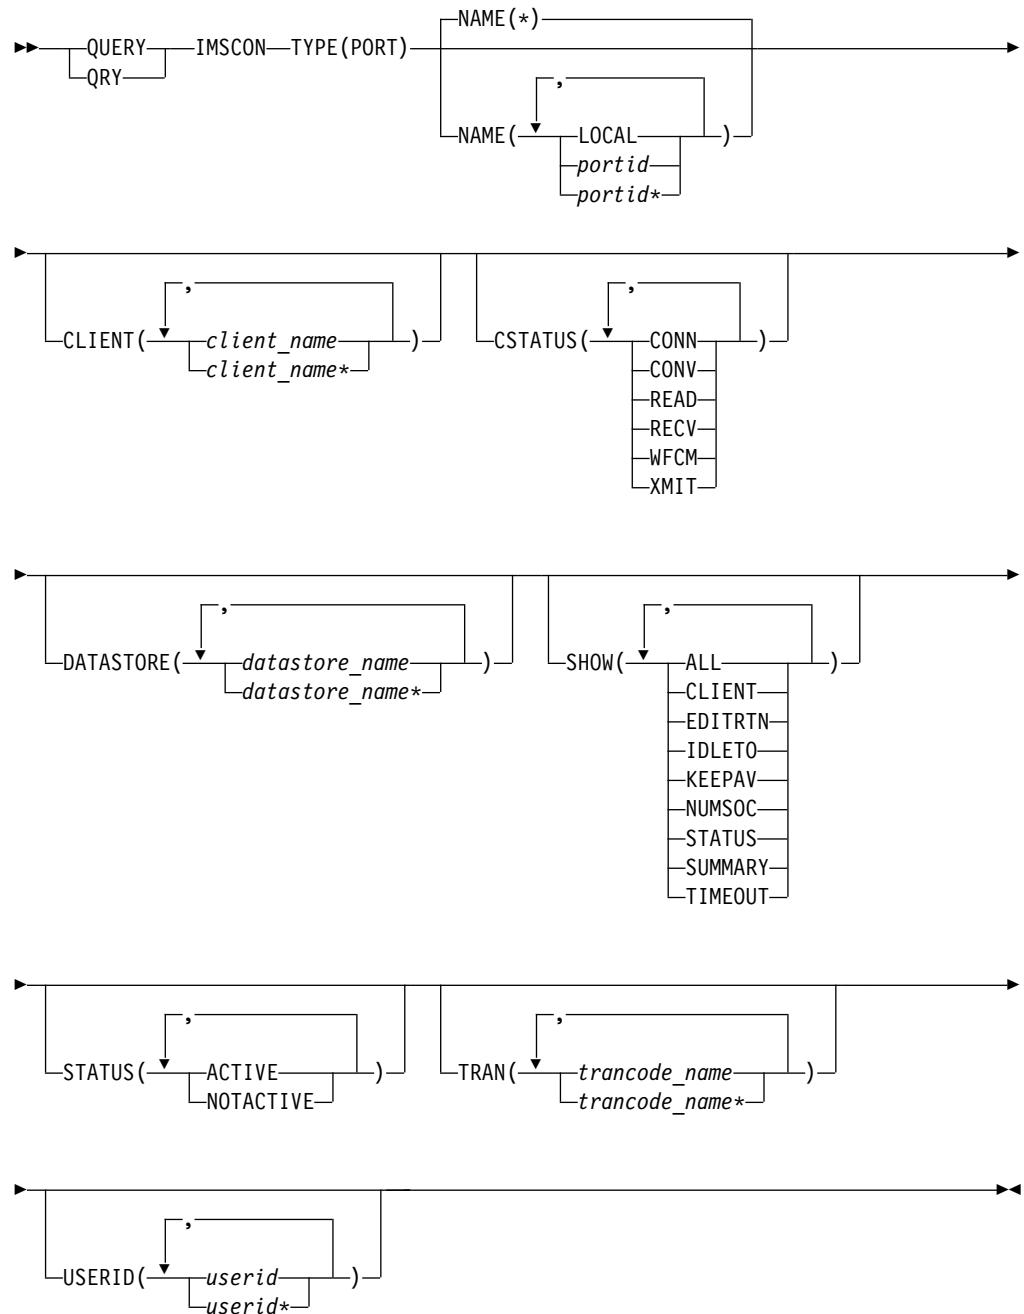 NAME(*)
QUERY IMSCON TYPE(PORT)
QRY
,
NAME( LOCAL )
portid
portid*
, ,
CLIENT( client_name ) CSTATUS( CONN )
client_name* CONV
READ
RECV
WFCM
XMIT
, ,
DATASTORE( datastore_name ) SHOW( ALL )
datastore_name* CLIENT
EDITRTN
IDLETO
KEEPAV
NUMSOC
STATUS
SUMMARY
TIMEOUT
, ,
STATUS( ACTIVE ) TRAN( trancode_name )
NOTACTIVE trancode_name*
,
USERID( userid )
userid*